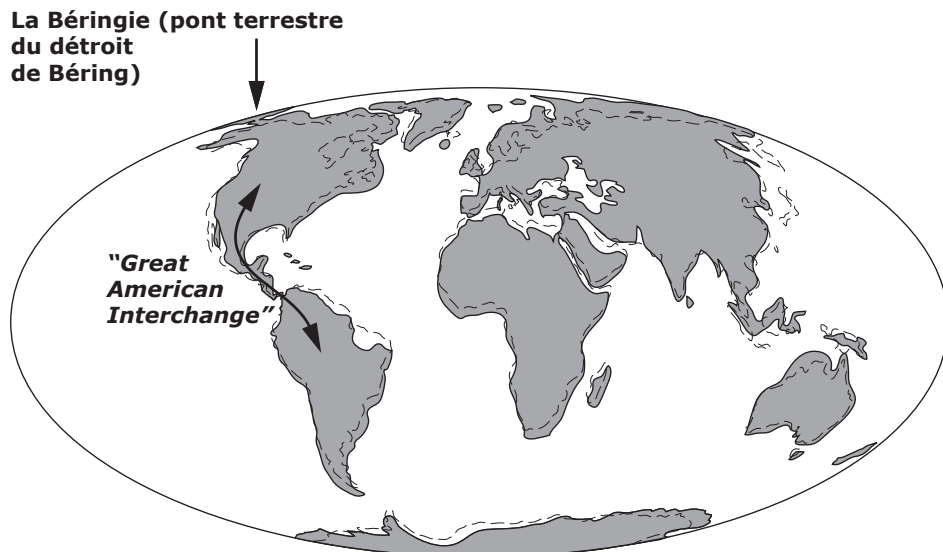 La Béringie (pont terrestre
du détroit
de Béring)
“Great
American
Interchange”